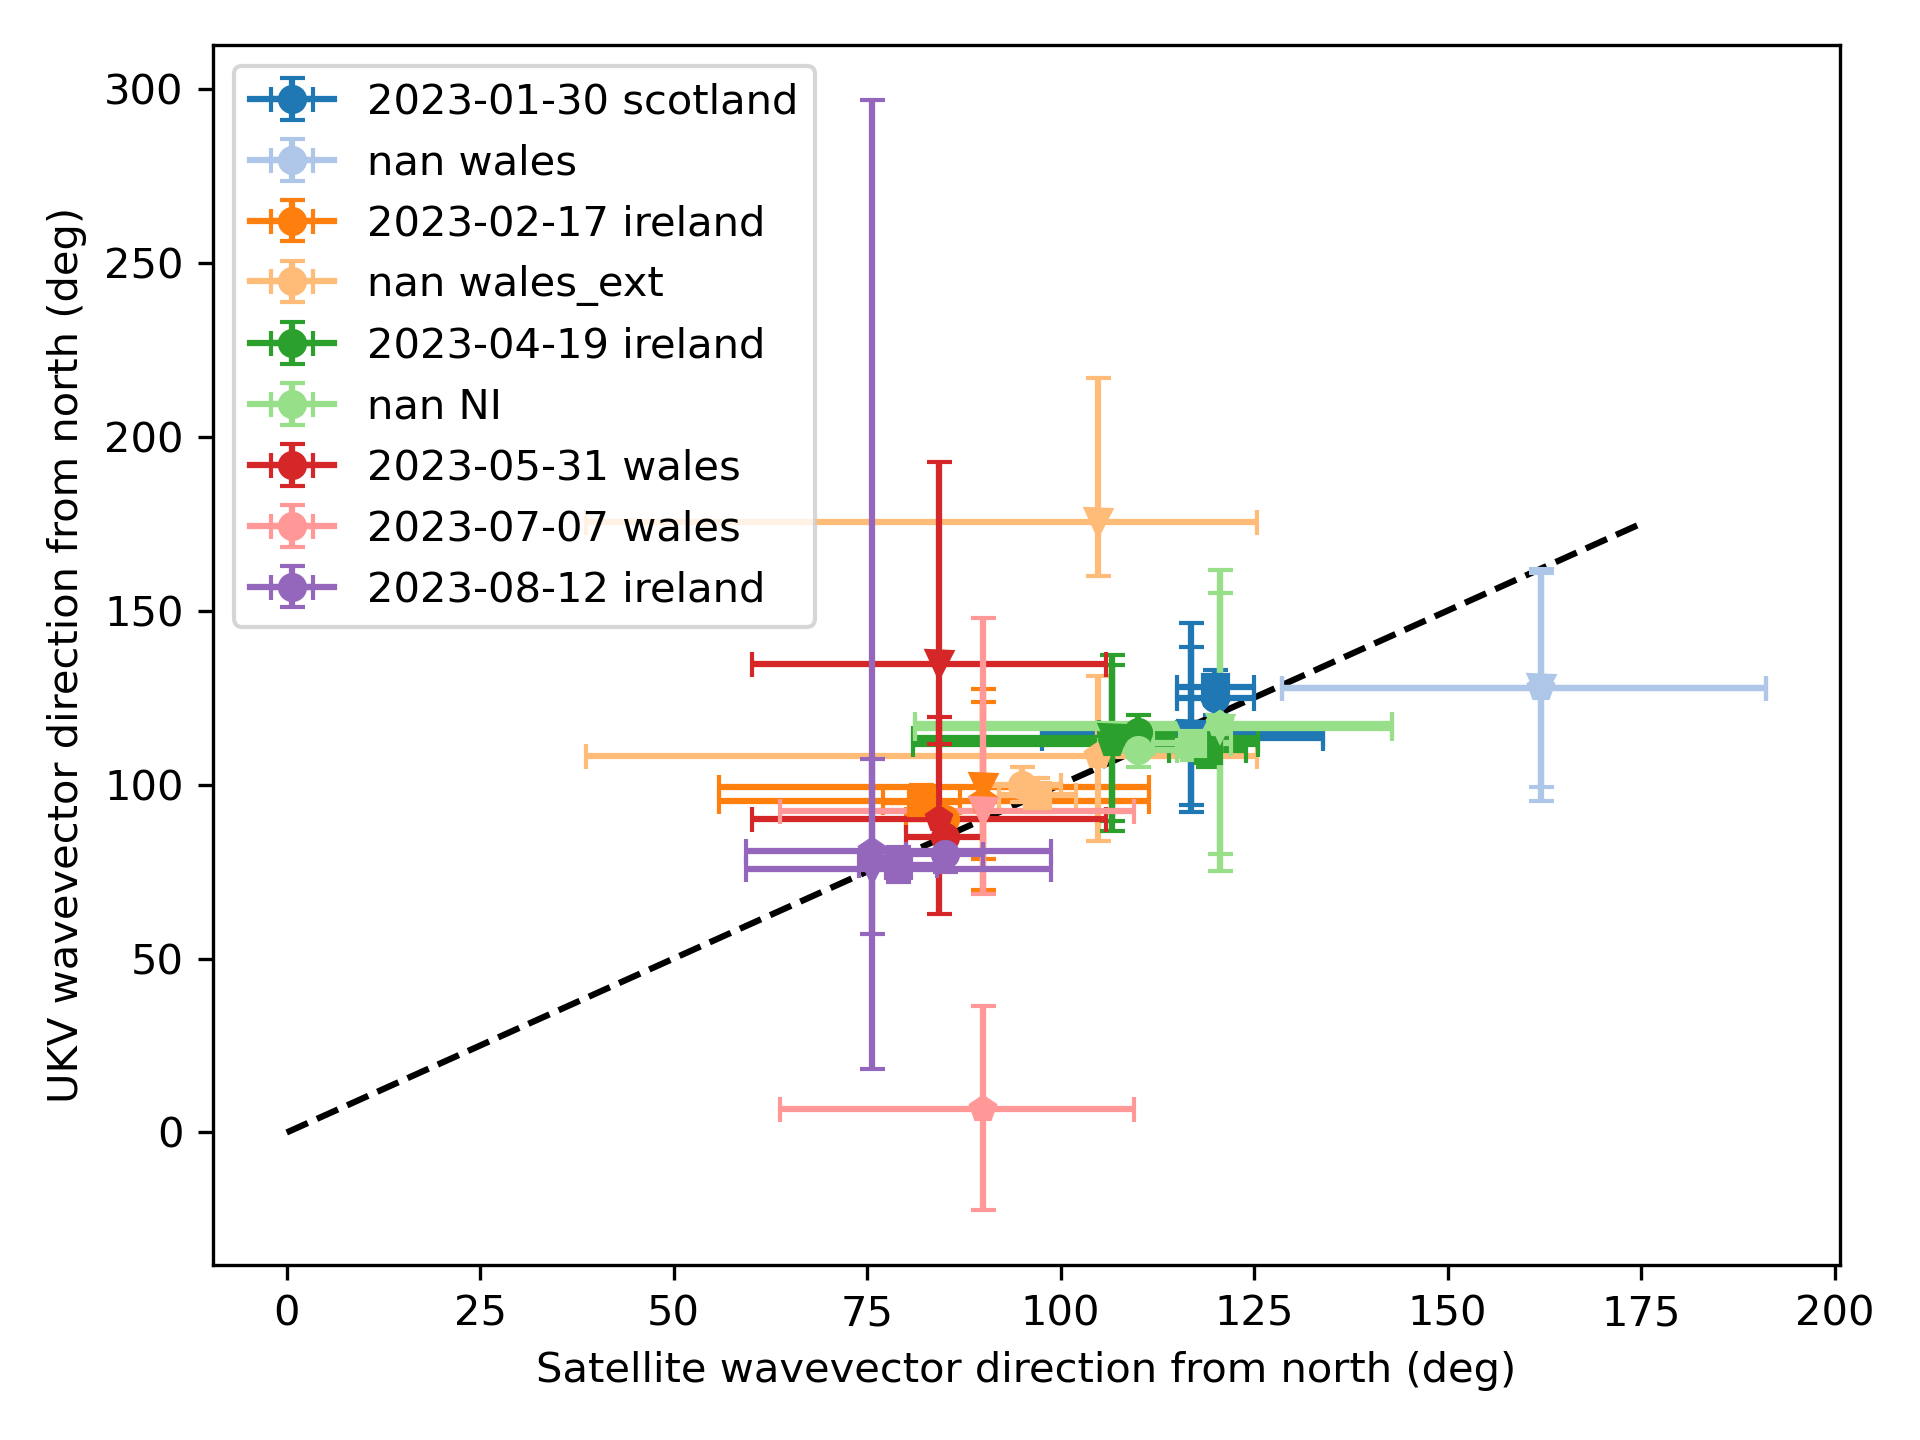 300
250
200
150
100
50
0
UKV wavevector direction from north (deg)
2023-01-30 scotland
nan wales
2023-02-17 ireland
nan wales_ext
2023-04-19 ireland
nan NI
2023-05-31 wales
2023-07-07 wales
2023-08-12 ireland
0 25 50 75 100 125 150 175 200
Satellite wavevector direction from north (deg)